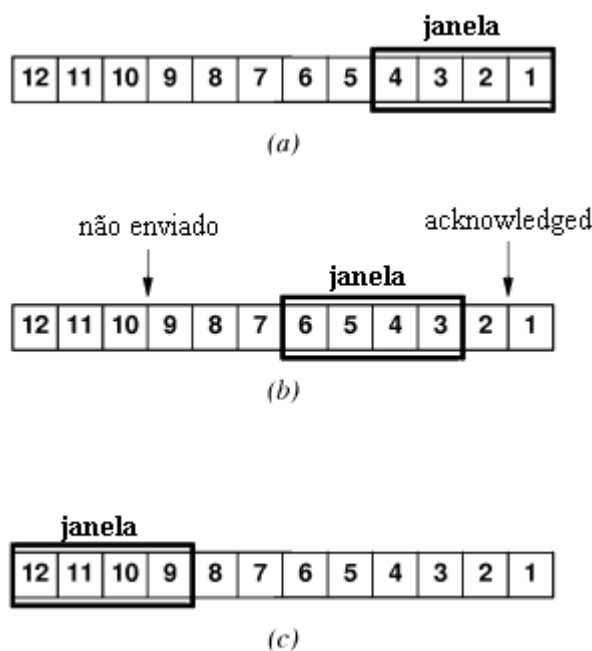 janela
12 11 10 9 8 7 6 5 4 3 2 1
(a)
não enviado
acknowledged
janela
12 11 10 9 8 7 6 5 4 3 2 1
(b)
janela
12 11 10 9 8 7 6 5 4 3 2 1
(c)